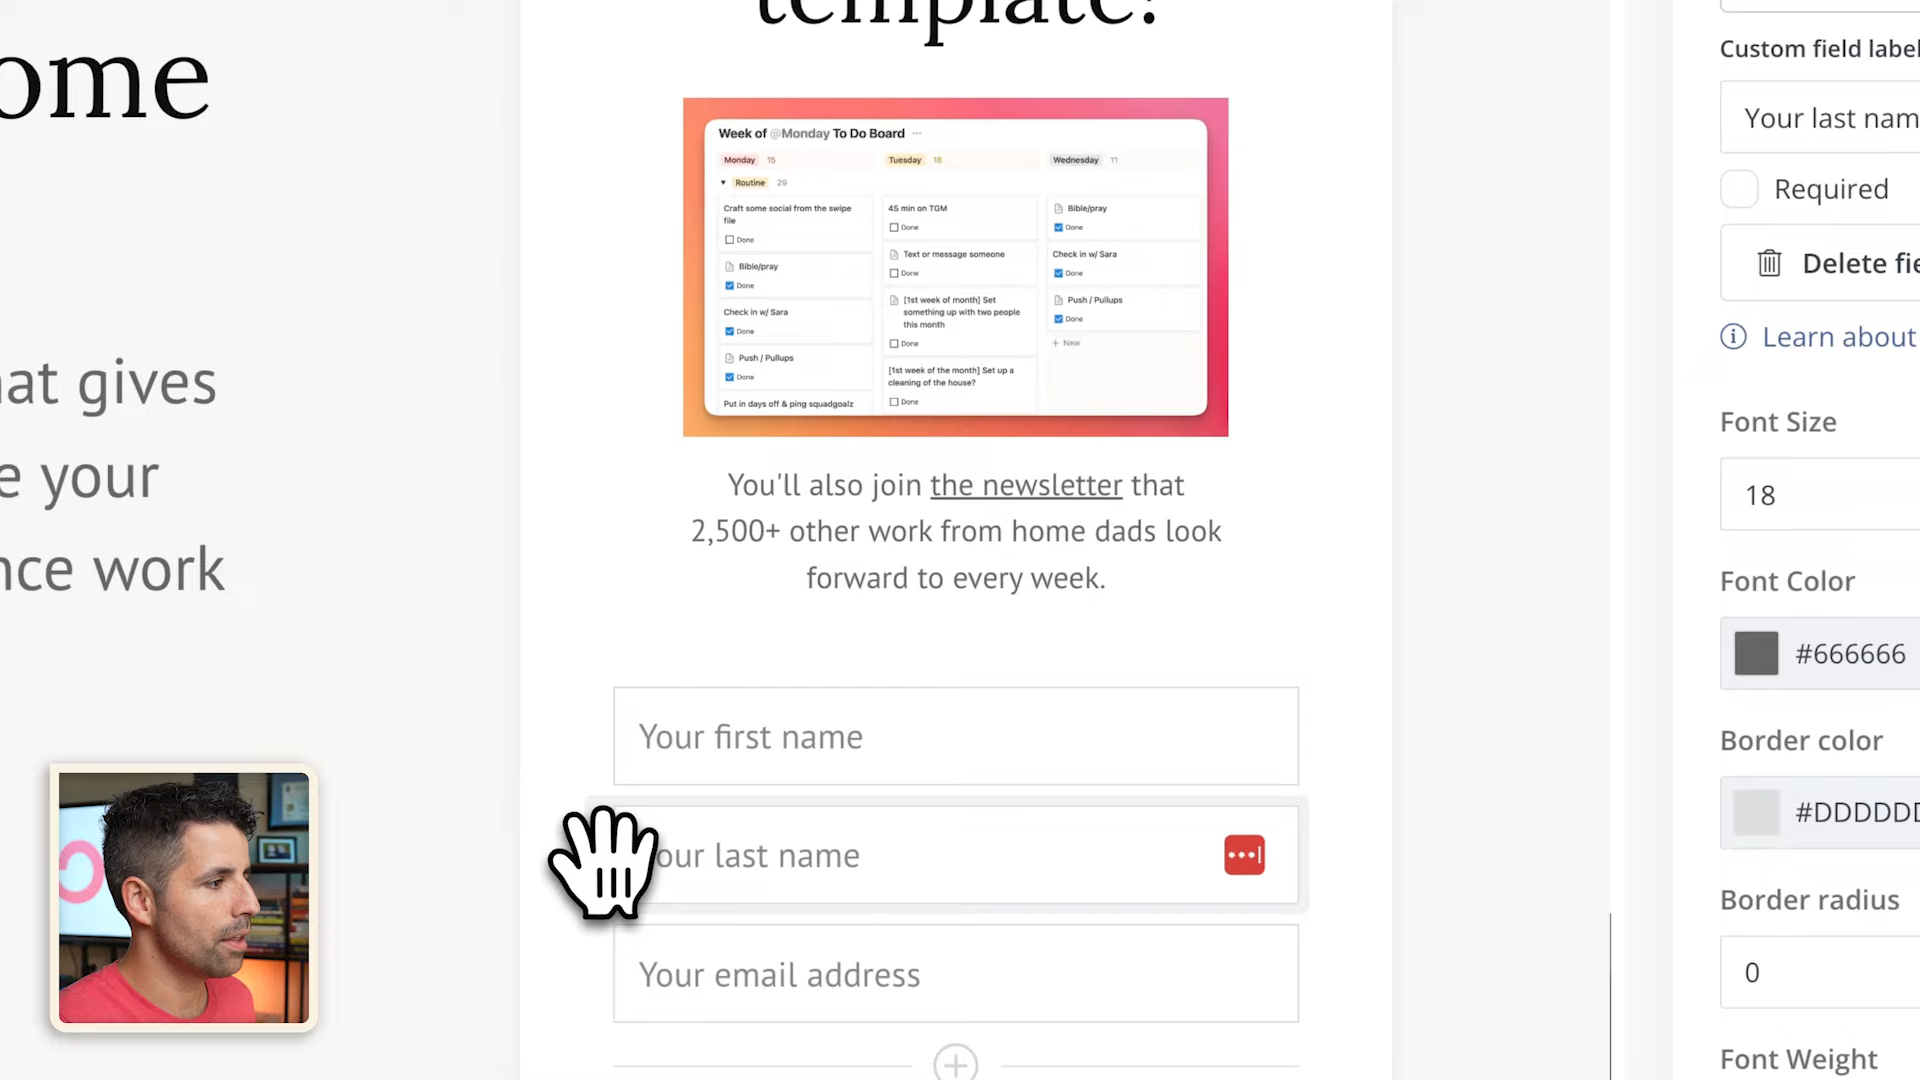 template!
ome
Week of @Monday To Do Board ...
Monday 15
Tuesday 18
Wednesday 11
Routine 29
Craft some social from the swipe
file
Done
Bible/pray
Done
Check in w/ Sara
Done
Push / Pullups
Done
Put in days off & ping squadgoalz
45 min on TGM
Done
Text or message someone
Done
[1st week of month] Set
something up with two people
this month
Done
[1st week of the month] Set up a
cleaning of the house?
Done
Bible/pray
Done
Check in w/ Sara
Done
Push / Pullups
Done
+ New
hat gives
e your
nce work
You'll also join the newsletter that
2,500+ other work from home dads look
forward to every week.
Your first name
our last name
Your email address
Custom field label
Your last nam
Required
Delete fie
Learn about
Font Size
18
Font Color
#666666
Border color
#DDDDDD
Border radius
0
Font Weight